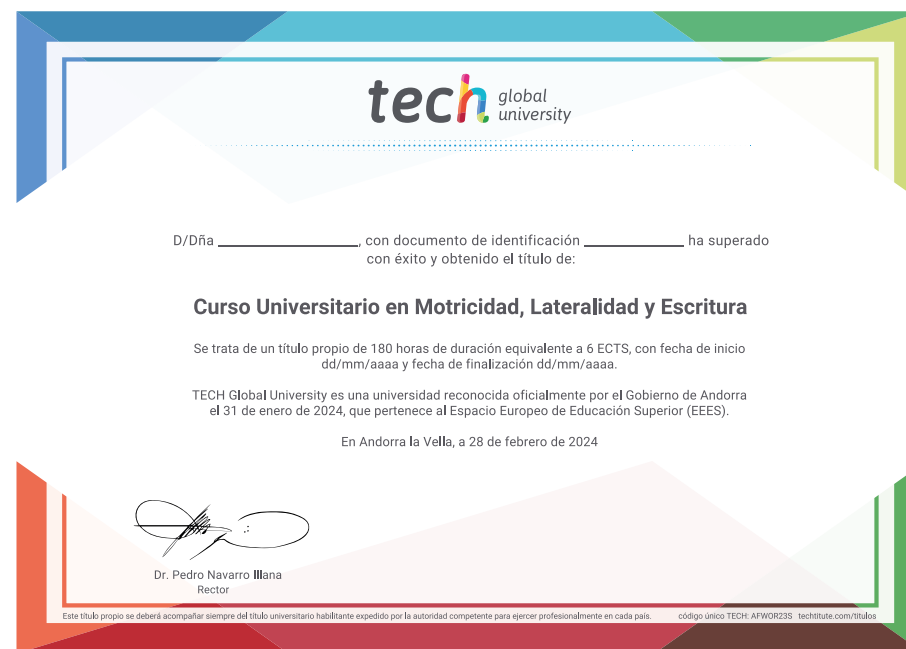 tech global university
D/Dña ____________________, con documento de identificación ______________ ha superado
con éxito y obtenido el título de:
Curso Universitario en Motricidad, Lateralidad y Escritura
Se trata de un título propio de 180 horas de duración equivalente a 6 ECTS, con fecha de inicio
dd/mm/aaaa y fecha de finalización dd/mm/aaaa.
TECH Global University es una universidad reconocida oficialmente por el Gobierno de Andorra
el 31 de enero de 2024, que pertenece al Espacio Europeo de Educación Superior (EEES).
En Andorra la Vella, a 28 de febrero de 2024
Dr. Pedro Navarro Illana
Rector
Este título propio se deberá acompañar siempre del título universitario habilitante expedido por la autoridad competente para ejercer profesionalmente en cada país. código único TECH: AFWOR23S techtitute.com/titulos